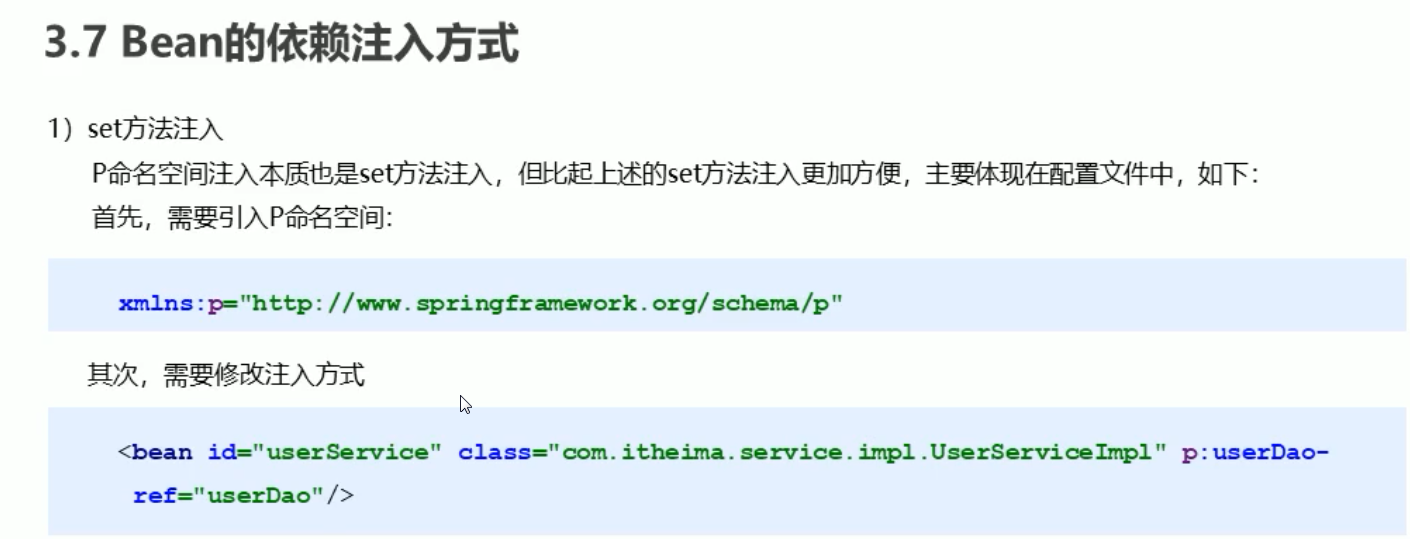 3.7 Bean的依赖注入方式
1）set方法注入
P命名空间注入本质也是set方法注入，但比起上述的set方法注入更加方便，主要体现在配置文件中，如下：
首先，需要引入P命名空间：
xmlns:p="http://www.springframework.org/schema/p"
其次，需要修改注入方式
<bean id="userService" class="com.itheima.service.impl.UserServiceImpl" p:userDao-
ref="userDao"/>